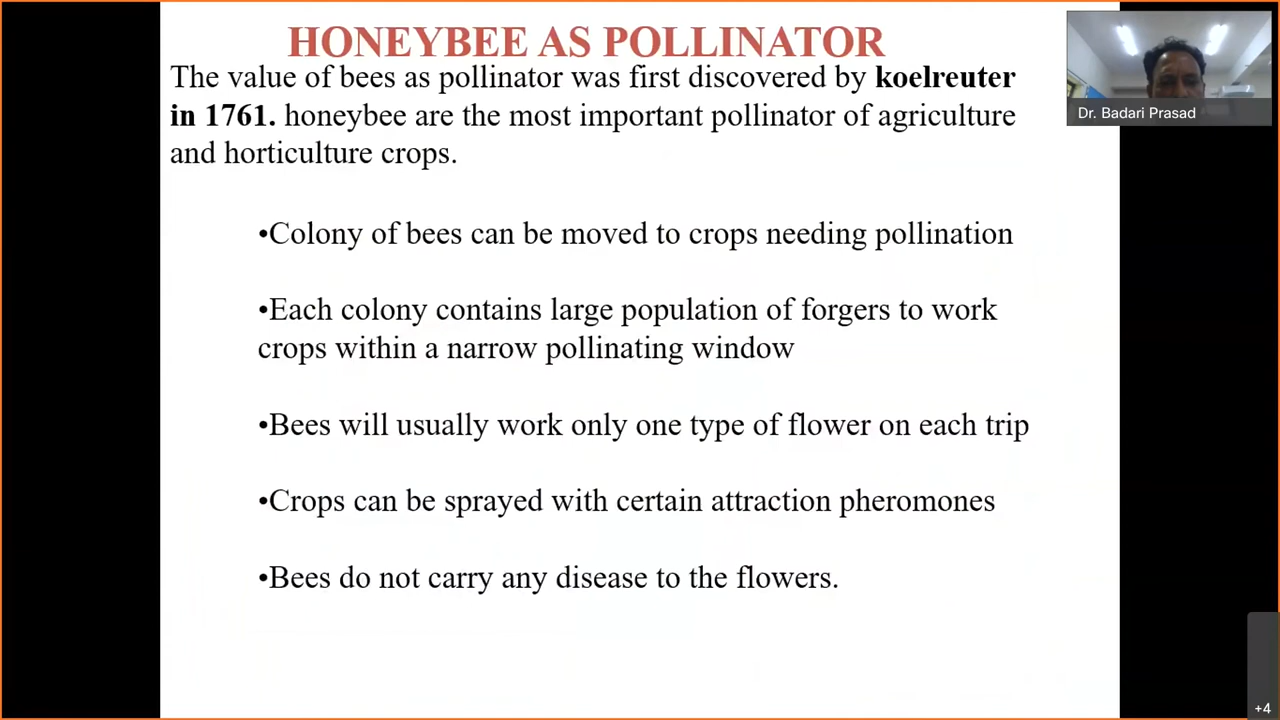 HONEYBEE AS POLLINATOR
The value of bees as pollinator was first discovered by koelreuter
in 1761. honeybee are the most important pollinator of agriculture
and horticulture crops.
•Colony of bees can be moved to crops needing pollination
•Each colony contains large population of forgers to work
crops within a narrow pollinating window
•Bees will usually work only one type of flower on each trip
•Crops can be sprayed with certain attraction pheromones
•Bees do not carry any disease to the flowers.
Dr. Badari Prasad
+4